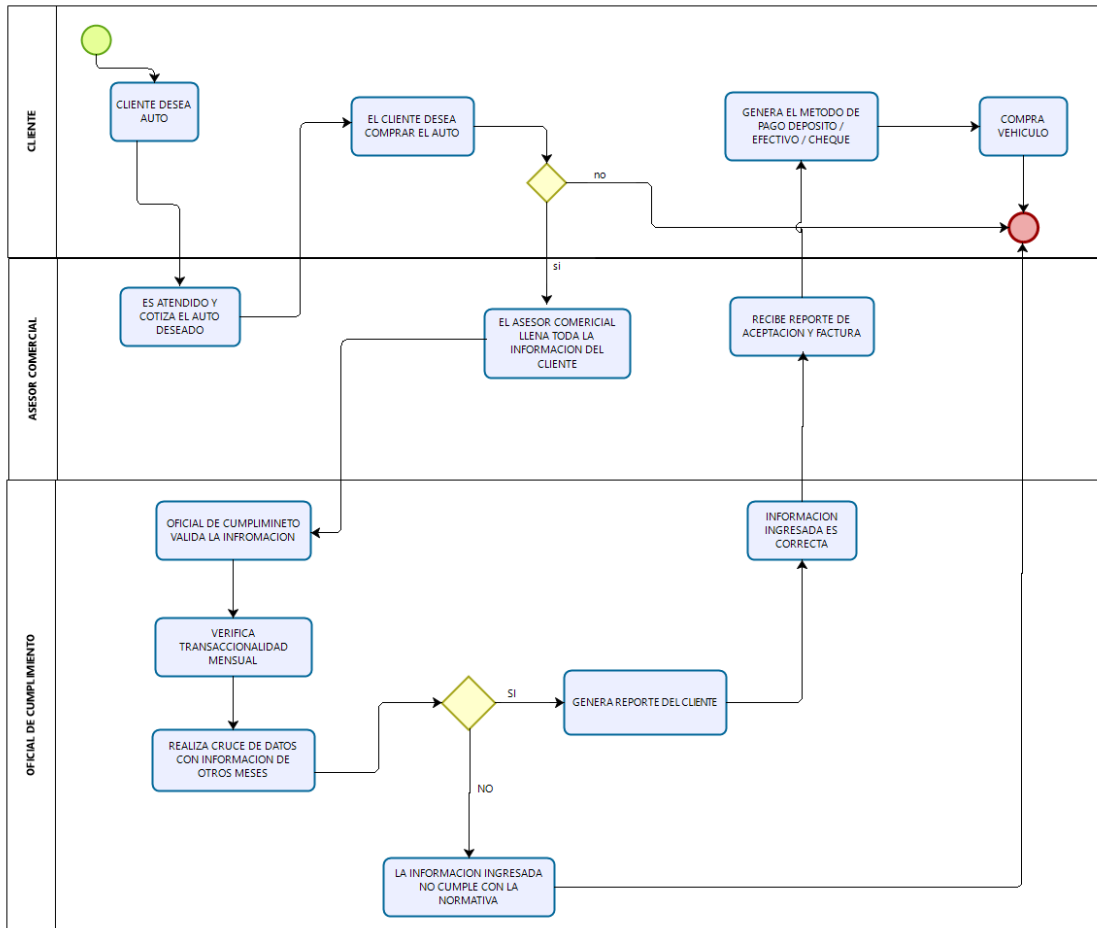 CLIENTE
CLIENTE DESEA
AUTO
EL CLIENTE DESEA
COMPRAR EL AUTO
no
si
GENERA EL METODO DE
PAGO DEPOSITO /
EFECTIVO / CHEQUE
COMPRA
VEHICULO
ASESOR COMERCIAL
ES ATENDIDO Y
COTIZA EL AUTO
DESEADO
EL ASESOR COMERICIAL
LLENA TODA LA
INFORMACION DEL
CLIENTE
RECIBE REPORTE DE
ACEPTACION Y FACTURA
OFICIAL DE CUMPLIMIENTO
OFICIAL DE CUMPLIMINETO
VALIDA LA INFROMACION
INFORMACION
INGRESADA ES
CORRECTA
VERIFICA
TRANSACCIONALIDAD
MENSUAL
REALIZA CRUCE DE DATOS
CON INFORMACION DE
OTROS MESES
SI
NO
GENERA REPORTE DEL CLIENTE
LA INFORMACION INGRESADA
NO CUMPLE CON LA
NORMATIVA